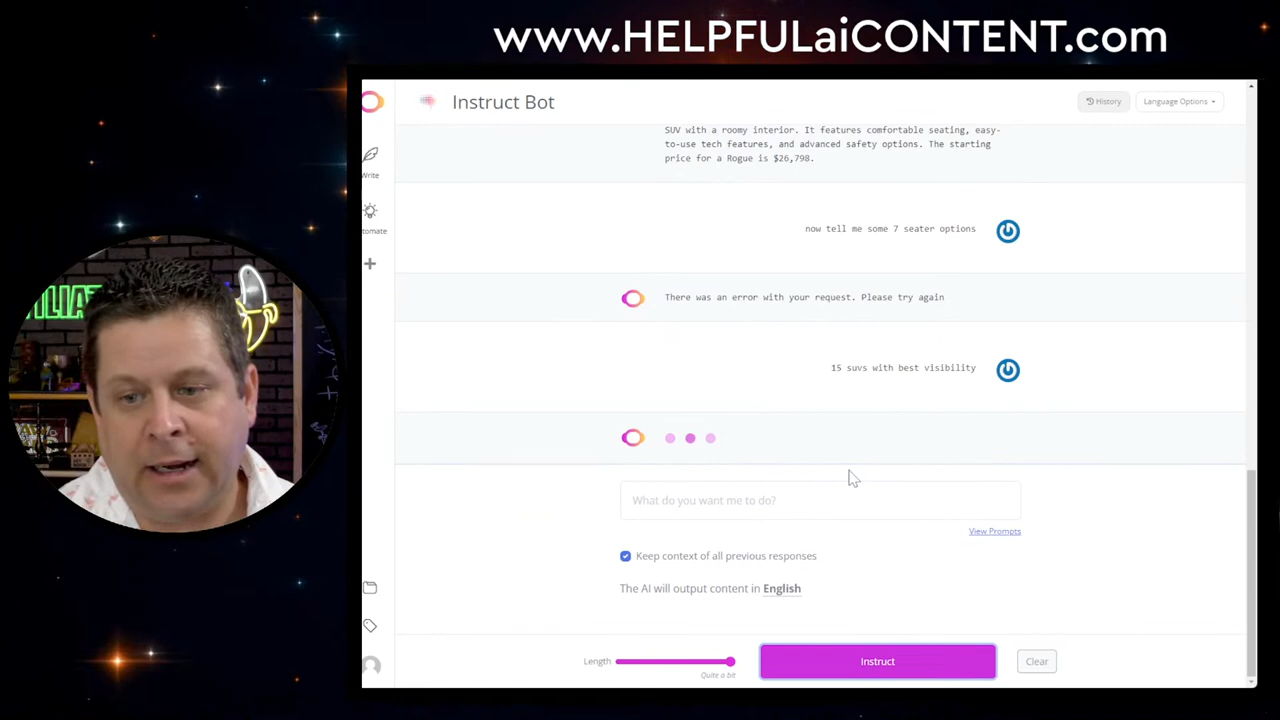 www.HELPFULaiCONTENT.com
Instruct Bot
History
Language Options
SUV with a roomy interior. It features comfortable seating, easy-
to-use tech features, and advanced safety options. The starting
price for a Rogue is $26,798.
Write
now tell me some 7 seater options
tomate
There was an error with your request. Please try again
15 suvs with best visibility
What do you want me to do?
View Prompts
Keep context of all previous responses
The AI will output content in English
Length
Quite a bit
Instruct
Clear